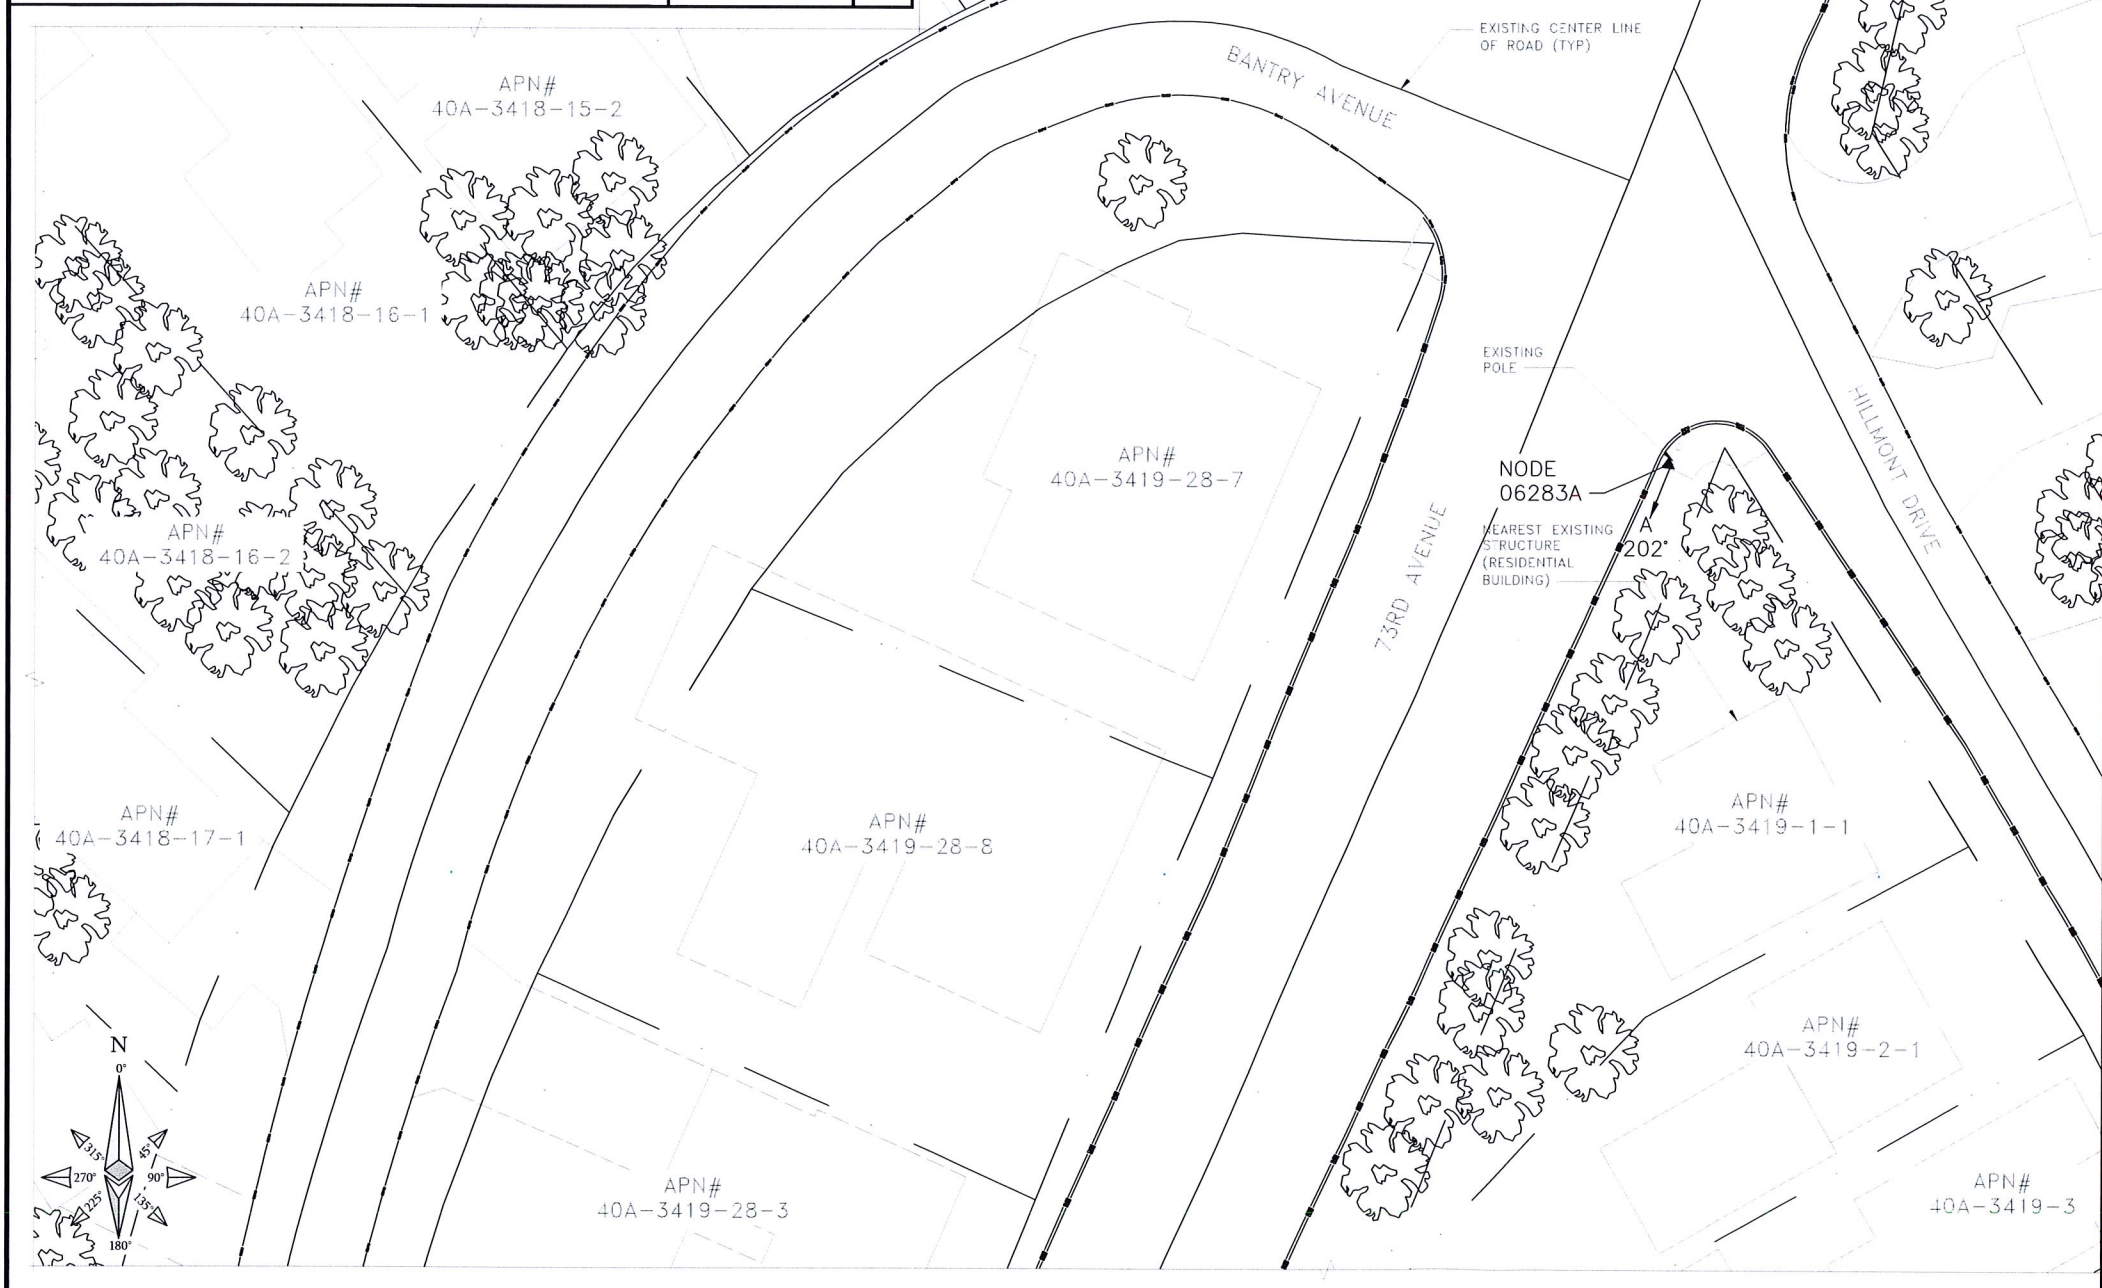 EXISTING CENTER LINE
OF ROAD (TYP)
BANTRY AVENUE
APN#
40A-3418-15-2
APN#
40A-3418-16-1
EXISTING
POLE
HILLMONT DRIVE
APN#
40A-3419-28-7
NODE
06283A
A
202°
NEAREST EXISTING
STRUCTURE
(RESIDENTIAL
BUILDING)
73RD AVENUE
APN#
40A-3418-16-2
APN#
40A-3418-17-1
APN#
40A-3419-28-8
APN#
40A-3419-1-1
APN#
40A-3419-2-1
APN#
40A-3419-28-3
APN#
40A-3419-3
N
0°
315°
45°
270°
90°
225°
135°
180°